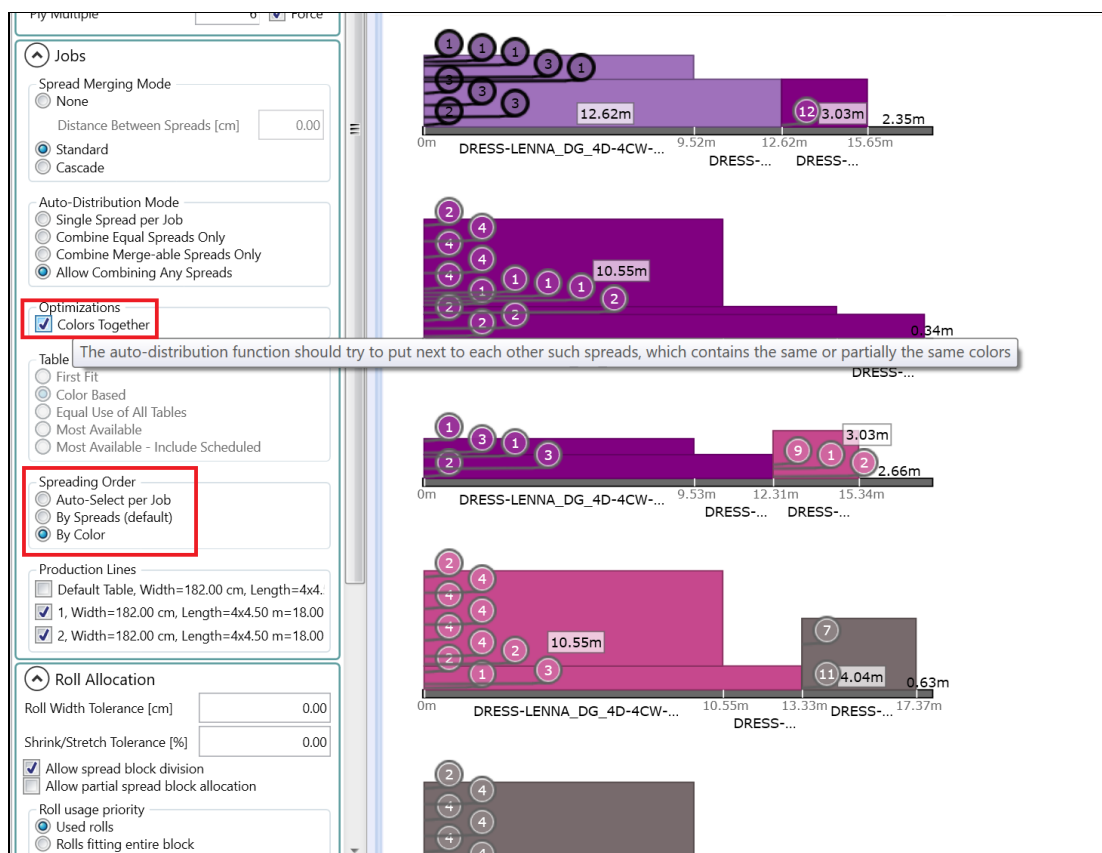 Ply Multiple 6 Force
Jobs
Spread Merging Mode
None
Distance Between Spreads [cm] 0.00
Standard
Cascade
Auto-Distribution Mode
Single Spread per Job
Combine Equal Spreads Only
Combine Merge-able Spreads Only
Allow Combining Any Spreads
Optimizations
Colors Together
The auto-distribution function should try to put next to each other such spreads, which contains the same or partially the same colors
Table
First Fit
Color Based
Equal Use of All Tables
Most Available
Most Available - Include Scheduled
Spreading Order
Auto-Select per Job
By Spreads (default)
By Color
Production Lines
Default Table, Width=182.00 cm, Length=4x4.
1, Width=182.00 cm, Length=4x4.50 m=18.00
2, Width=182.00 cm, Length=4x4.50 m=18.00
Roll Allocation
Roll Width Tolerance [cm] 0.00
Shrink/Stretch Tolerance [%] 0.00
Allow spread block division
Allow partial spread block allocation
Roll usage priority
Used rolls
Rolls fitting entire block
1 1 1 3 1
3 3 3
2
12.62m 12 3.03m 2.35m
0m 9.52m 12.62m 15.65m
DRESS-LENNA_DG_4D-4CW-...
DRESS-... DRESS-...
2 4
4 4
4 1 1 1 1 2
2 2 2
10.55m
0.34m
DRESS-...
1 3 1 3
2
9 1 2
3.03m
2.66m
0m 9.53m 12.31m 15.34m
DRESS-LENNA_DG_4D-4CW-...
DRESS-... DRESS-...
2 4
4 4
4 4 2
2 1 3
10.55m
7
11 4.04m 0.63m
0m 10.55m 13.33m 17.37m
DRESS-LENNA_DG_4D-4CW-...
DRESS-... DRESS-...
2 4
4 4
4 4